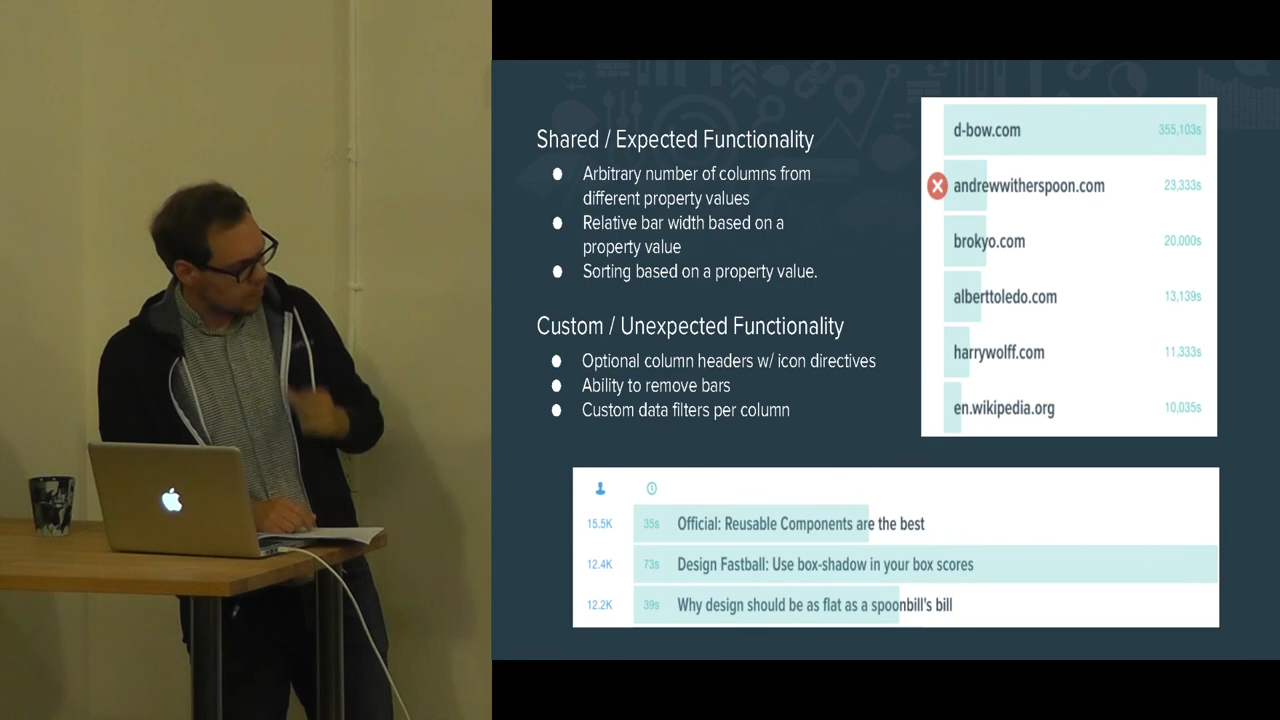 Shared / Expected Functionality
● Arbitrary number of columns from
different property values
● Relative bar width based on a
property value
● Sorting based on a property value.
Custom / Unexpected Functionality
● Optional column headers w/ icon directives
● Ability to remove bars
● Custom data filters per column
d-bow.com 355,103s
andrewwitherspoon.com 23,333s
brokyo.com 20,000s
alberttoledo.com 13,139s
harrywolff.com 11,333s
en.wikipedia.org 10,035s
15.5K 35s Official: Reusable Components are the best
12.4K 73s Design Fastball: Use box-shadow in your box scores
12.2K 39s Why design should be as flat as a spoonbill's bill